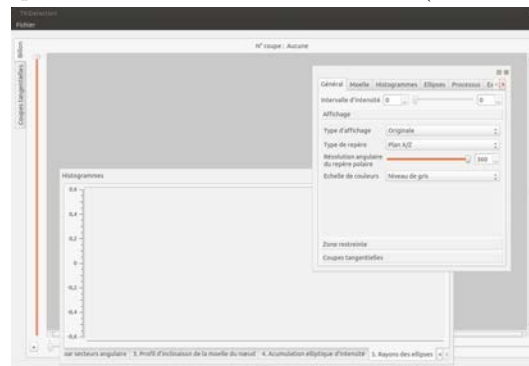 TKDetection
Fichier
Billon
Coupes tangentielles
N° coupe : Aucune
Général Moelle Histogrammes Ellipses Processus
Intervalle d'intensité 0 0
Affichage
Type d'affichage Originale
Type de repère Plan X/Z
Résolution angulaire du repère polaire 360
Echelle de couleurs Niveau de gris
Zone restreinte
Coupes tangentielles
Histogrammes
0,6
0,4
0,2
0
-0,2
-0,4
-0,6
par secteurs angulaire 3. Profil d'inclinaison de la moelle du nœud 4. Acumulation elliptique d'intensité 5. Rayons des ellipses